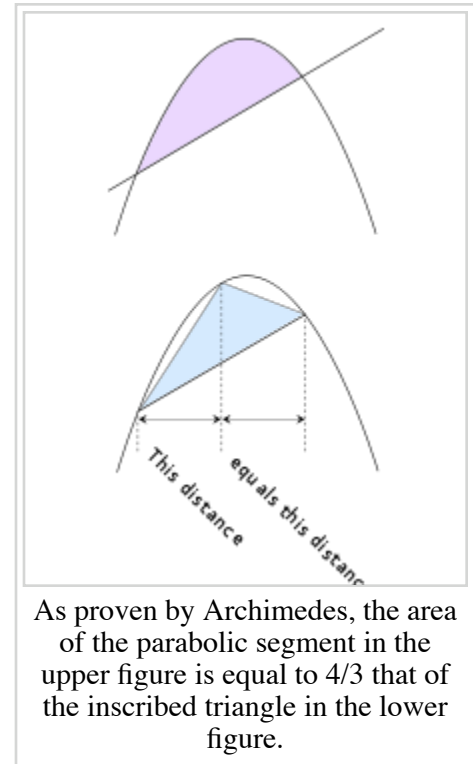 This distance
equals this distanc
As proven by Archimedes, the area
of the parabolic segment in the
upper figure is equal to 4/3 that of
the inscribed triangle in the lower
figure.